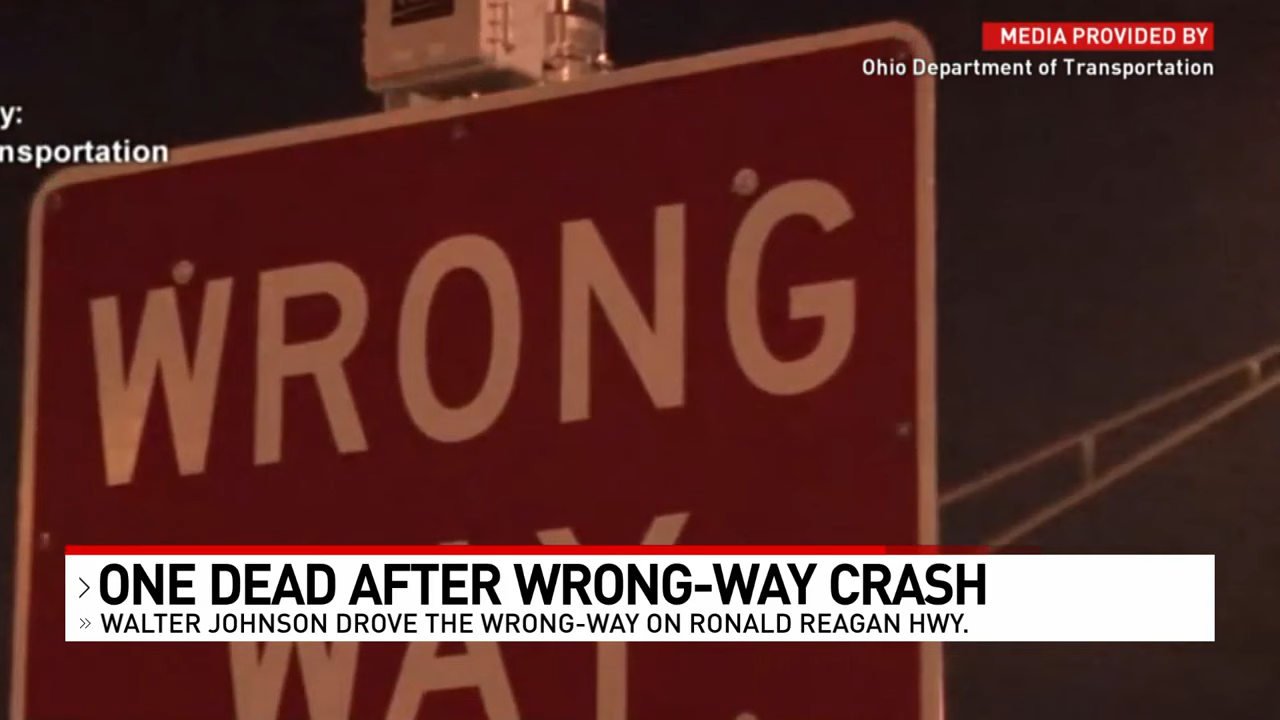 MEDIA PROVIDED BY
Ohio Department of Transportation
y:
nsportation
WRONG
WAY
ONE DEAD AFTER WRONG-WAY CRASH
WALTER JOHNSON DROVE THE WRONG-WAY ON RONALD REAGAN HWY.